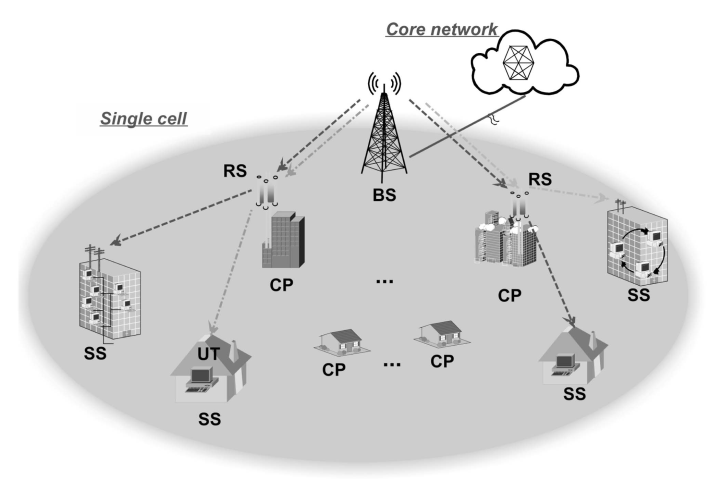 Core network
Single cell
RS
BS
RS
CP
...
CP
SS
SS
UT
CP
...
CP
SS
SS